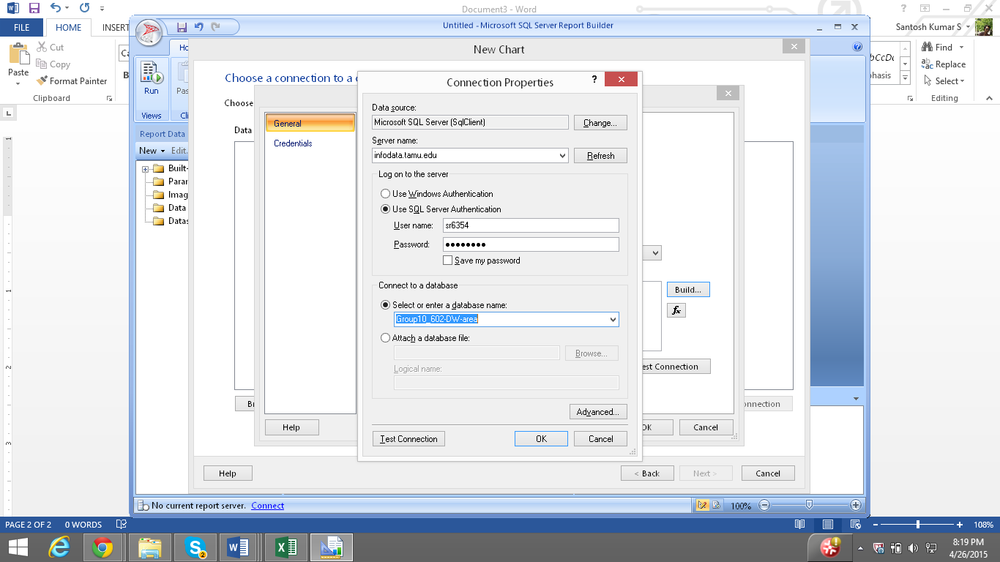 Document3 - Word
FILE
HOME
INSERT
Santosh Kumar S
Cut
Copy
Format Painter
Paste
Clipboard
B
Find
Replace
Select
Editing
Untitled - Microsoft SQL Server Report Builder
Run
Views
Report Data
New
Edit...
New Chart
Choose a connection to a
Choose
Data
General
Credentials
Connection Properties
?
Data source:
Microsoft SQL Server (SqlClient)
Change...
Server name:
infodata.tamu.edu
Refresh
Log on to the server
Use Windows Authentication
Use SQL Server Authentication
User name:
sr6354
Password:
●●●●●●●●
Save my password
Connect to a database
Select or enter a database name:
Group10_602-DW-area
Attach a database file:
Browse...
Logical name:
Advanced...
Test Connection
OK
Cancel
Build...
fx
est Connection
nnection
Help
OK
Cancel
Help
< Back
Next >
Cancel
No current report server.
Connect
100%
PAGE 2 OF 2
0 WORDS
108%
2
8:19 PM
4/26/2015